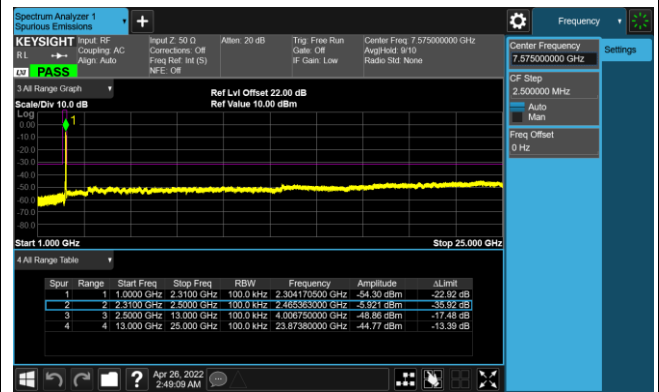 Spectrum Analyzer 1
Spurious Emissions
Frequency
KEYSIGHT
Input: RF
Input Z: 50 Ω
Atten: 20 dB
Trig: Free Run
Center Freq: 7.575000000 GHz
R L
Coupling: AC
Corrections: Off
Gate: Off
Avg|Hold: 9/10
Align: Auto
Freq Ref: Int (S)
IF Gain: Low
Radio Std: None
LXI
PASS
NFE: Off
Center Frequency
7.575000000 GHz
Settings
CF Step
2.500000 MHz
Auto
Man
Freq Offset
0 Hz
3 All Range Graph
Ref Lvl Offset 22.00 dB
Scale/Div 10.0 dB
Ref Value 10.00 dBm
Log
1
0.00
-10.0
-20.0
-30.0
-40.0
-50.0
-60.0
-70.0
-80.0
Start 1.000 GHz
Stop 25.000 GHz
4 All Range Table
Spur Range Start Freq Stop Freq RBW Frequency Amplitude ΔLimit
1 1 1.0000 GHz 2.3100 GHz 100.0 kHz 2.304170500 GHz -54.30 dBm -22.92 dB
2 2 2.3100 GHz 2.5000 GHz 100.0 kHz 2.465363000 GHz -5.921 dBm -35.92 dB
3 3 2.5000 GHz 13.000 GHz 100.0 kHz 4.006750000 GHz -48.86 dBm -17.48 dB
4 4 13.000 GHz 25.000 GHz 100.0 kHz 23.87380000 GHz -44.77 dBm -13.39 dB
Apr 26, 2022
2:49:09 AM